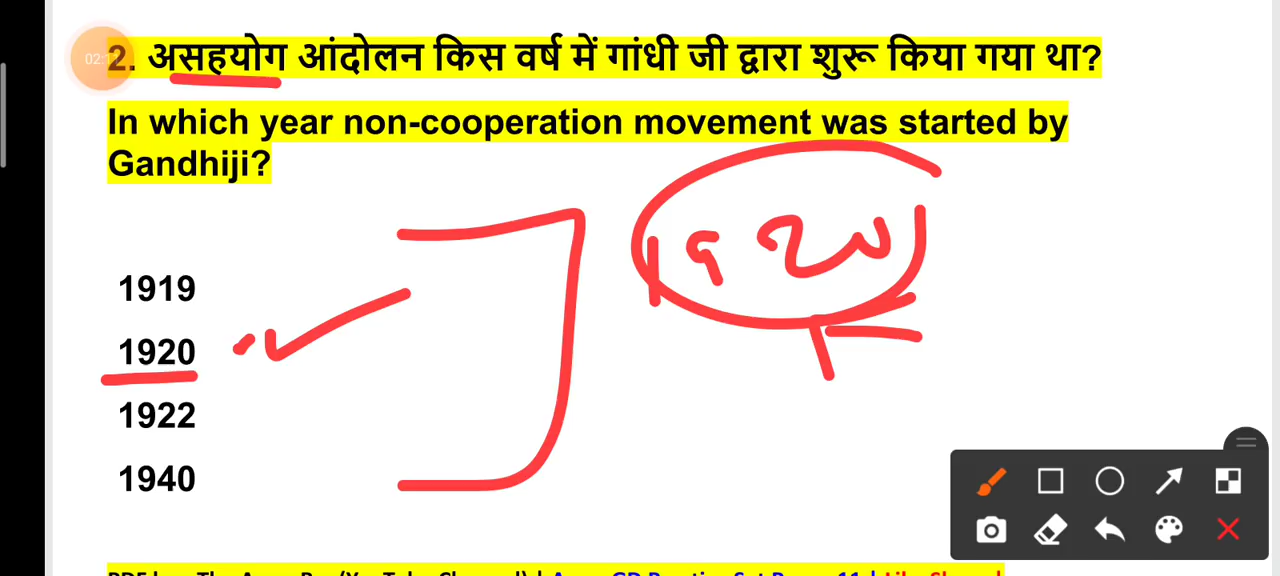 2. असहयोग आंदोलन किस वर्ष में गांधी जी द्वारा शुरू किया गया था?
In which year non-cooperation movement was started by
Gandhiji?
1920
1919
1920
1922
1940